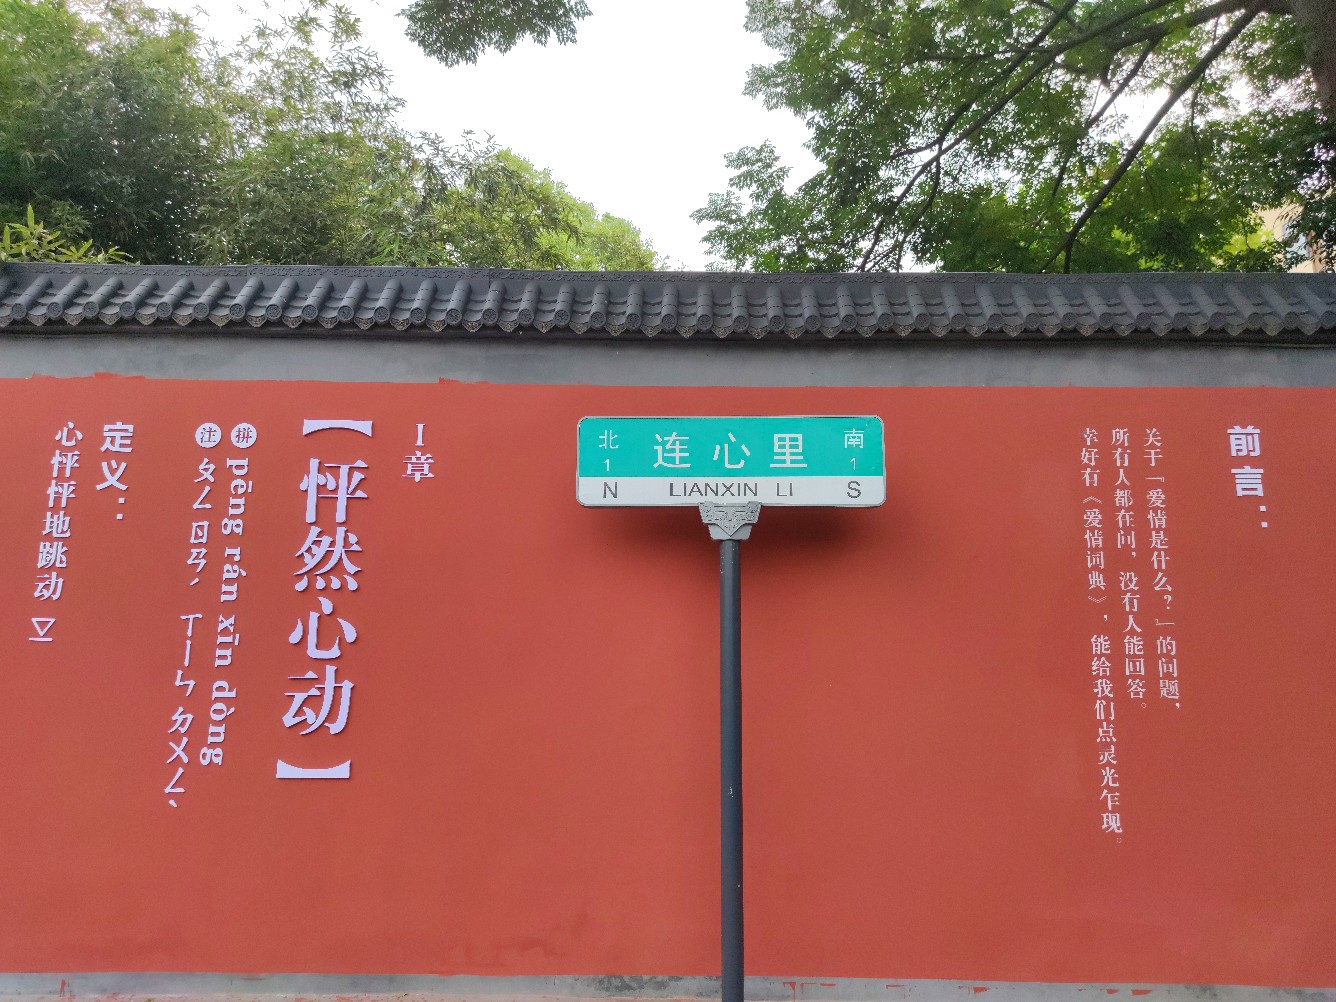 前言：
关于『爱情是什么？』的问题，
所有人都在问，没有人能回答。
幸好有《爱情词典》，能给我们点灵光乍现。
北 连心里 南
1 1
N LIANXIN LI S
I章
【怦然心动】
拼 pēng rán xīn dòng
注 ㄆㄥ ㄖㄢˊ ㄒㄧㄣ ㄉㄨㄥˋ
定义：
心怦怦地跳动